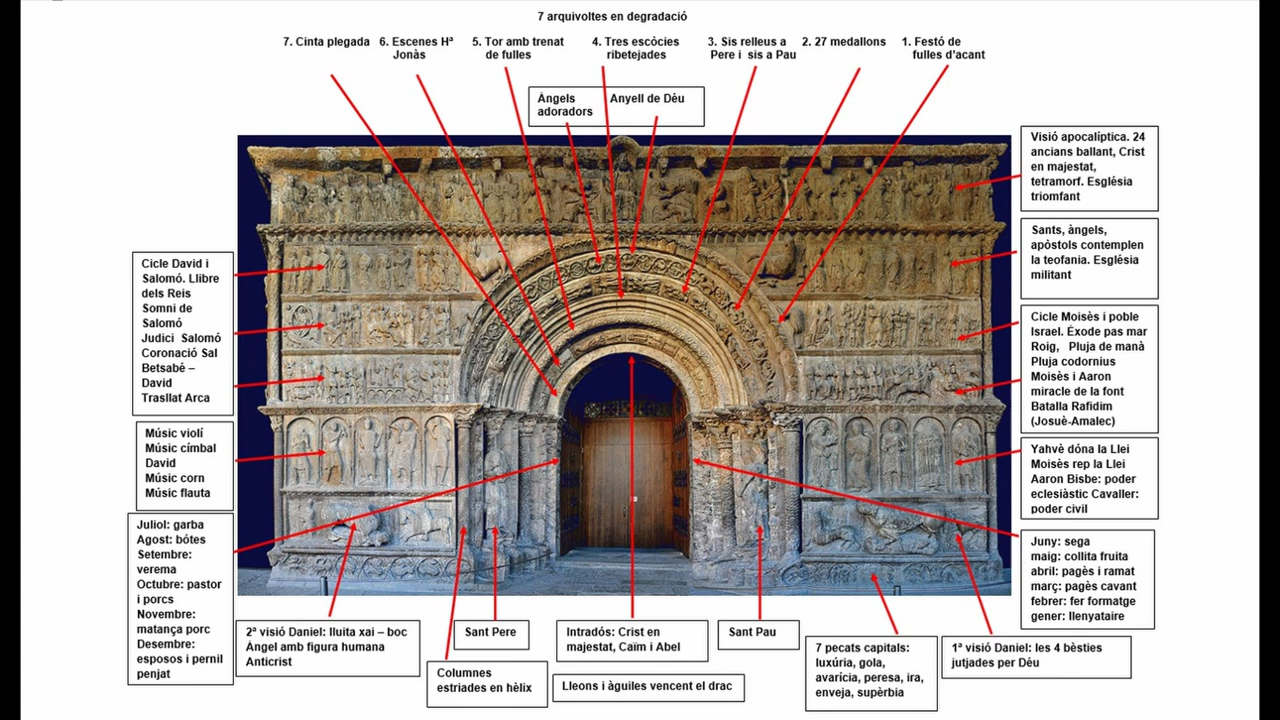 7 arquivoltes en degradació
7. Cinta plegada
6. Escenes Hª
Jonàs
5. Tor amb trenat
de fulles
4. Tres escòcies
ribetejades
3. Sis relleus a
Pere i sis a Pau
2. 27 medallons
1. Festó de
fulles d'acant
Àngels
adoradors
Anyell de Déu
Visió apocalíptica. 24
ancians ballant, Crist
en majestat,
tetramorf. Església
triomfant
Sants, àngels,
apòstols contemplen
la teofania. Església
militant
Cicle David i
Salomó. Llibre
dels Reis
Somni de
Salomó
Judici Salomó
Coronació Sal
Betsabé –
David
Trasllat Arca
Cicle Moisès i poble
Israel. Èxode pas mar
Roig, Pluja de manà
Pluja codornius
Moisès i Aaron
miracle de la font
Batalla Rafidim
(Josuè-Amalec)
Músic violí
Músic címbal
David
Músic corn
Músic flauta
Yahvè dóna la Llei
Moisès rep la Llei
Aaron Bisbe: poder
eclesiàstic Cavaller:
poder civil
Juliol: garba
Agost: bótes
Setembre:
verema
Octubre: pastor
i porcs
Novembre:
matança porc
Desembre:
esposos i pernil
penjat
Juny: sega
maig: collita fruita
abril: pagès i ramat
març: pagès cavant
febrer: fer formatge
gener: llenyataire
2ª visió Daniel: lluita xai – boc
Àngel amb figura humana
Anticrist
Sant Pere
Intradós: Crist en
majestat, Caïm i Abel
Sant Pau
Columnes
estriades en hèlix
Lleons i àguiles vencent el drac
7 pecats capitals:
luxúria, gola,
avarícia, peresa, ira,
enveja, supèrbia
1ª visió Daniel: les 4 bèsties
jutjades per Déu